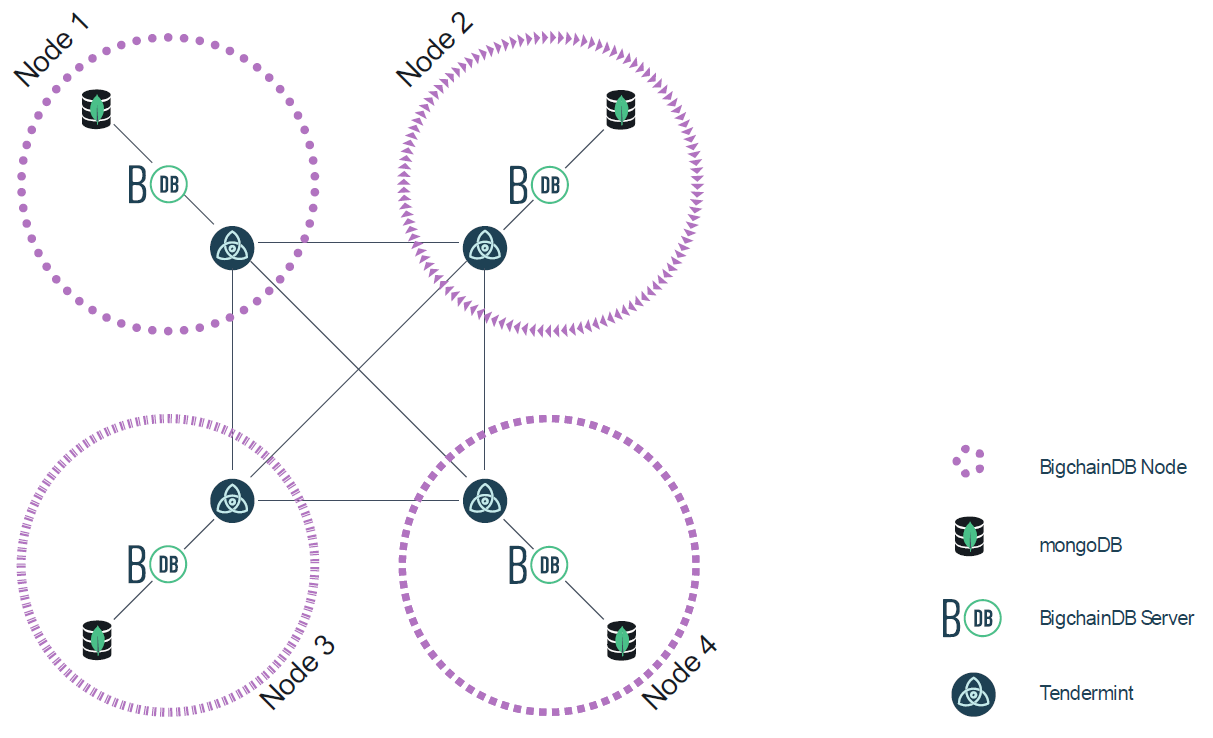 Node 1
Node 2
B DB
B DB
B DB
B DB
Node 3
Node 4
BigchainDB Node
mongoDB
B DB
BigchainDB Server
Tendermint